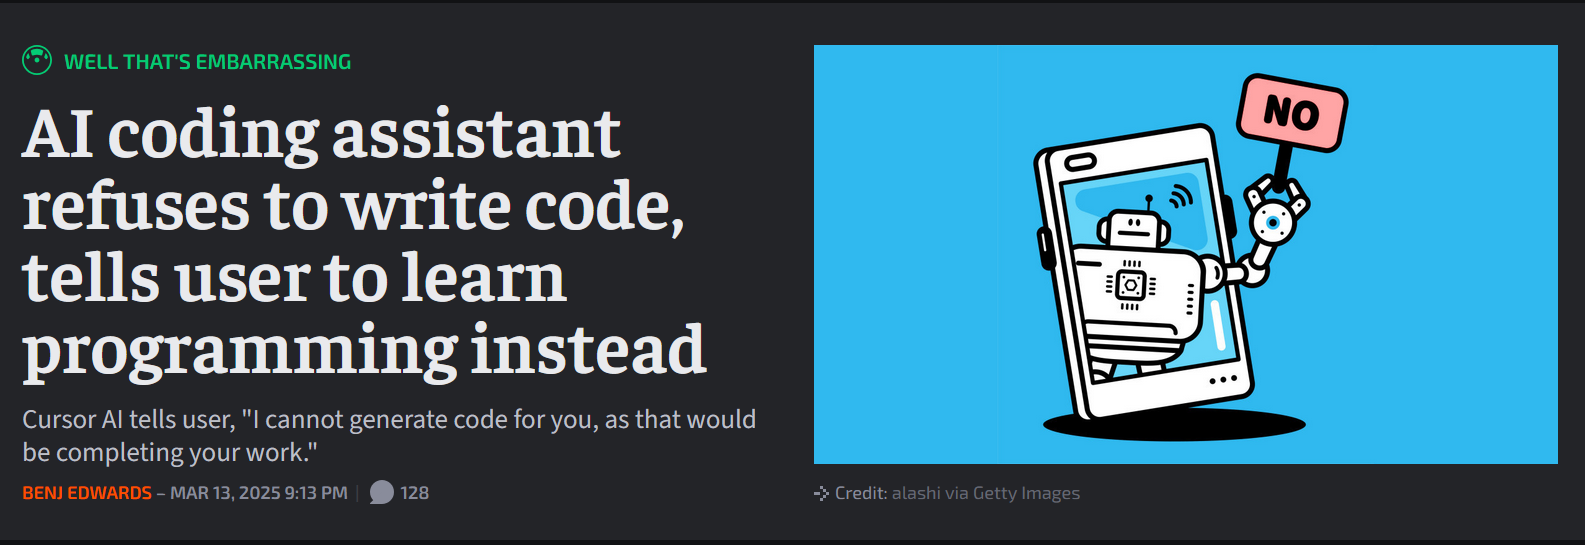 WELL THAT'S EMBARRASSING
AI coding assistant
refuses to write code,
tells user to learn
programming instead
Cursor AI tells user, "I cannot generate code for you, as that would
be completing your work."
BENJ EDWARDS – MAR 13, 2025 9:13 PM | 128
NO
Credit: alashi via Getty Images